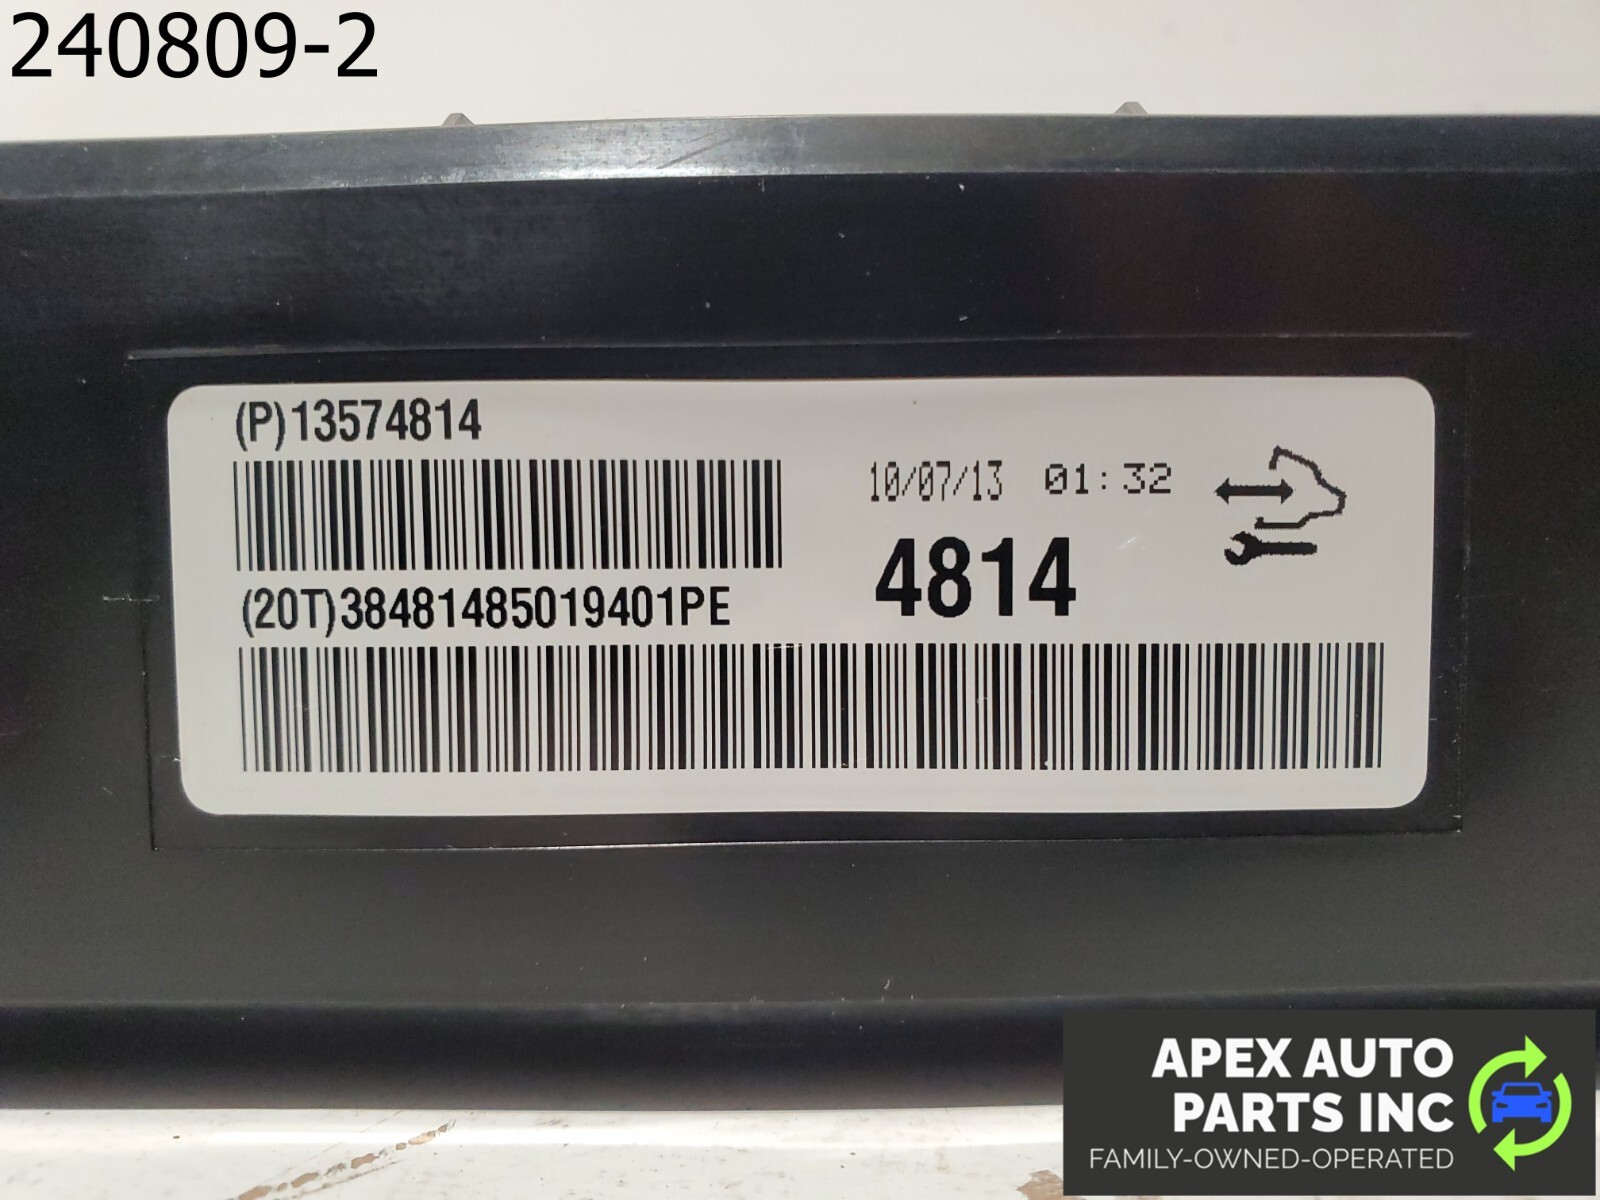 240809-2
(P)13574814
10/07/13 01:32
4814
(20T)38481485019401PE
APEX AUTO
PARTS INC
FAMILY-OWNED-OPERATED